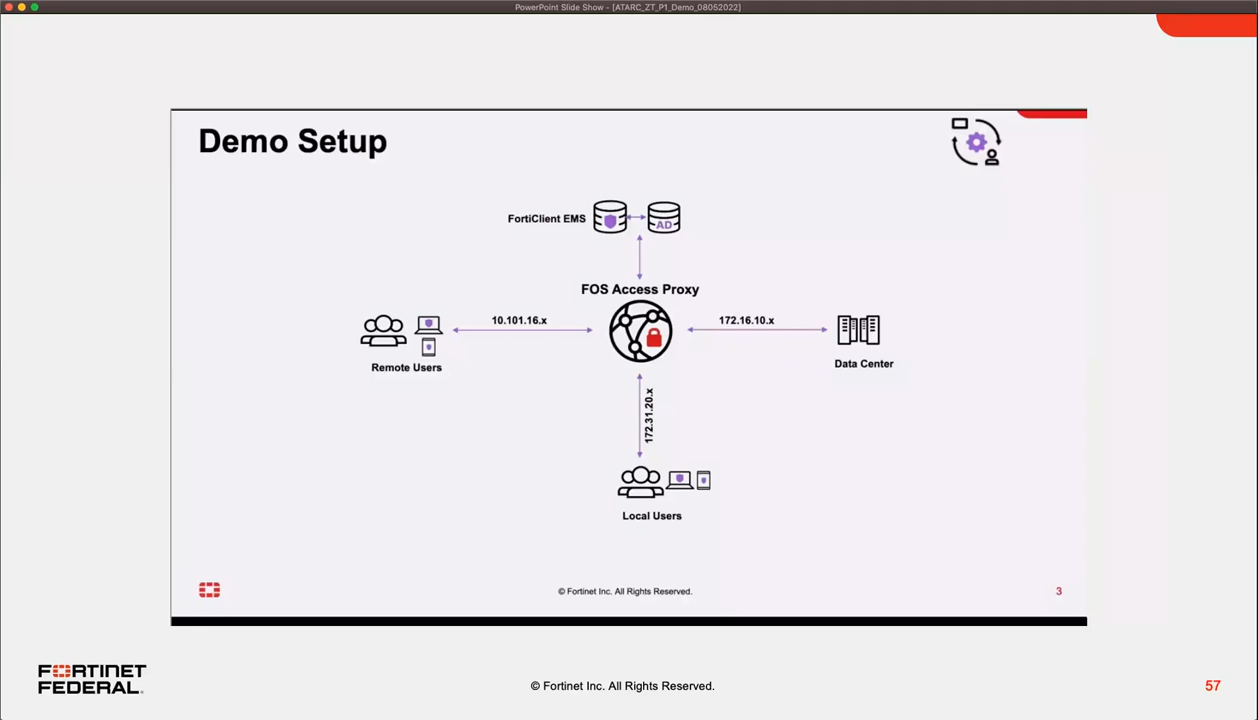 PowerPoint Slide Show - [ATARC_ZT_P1_Demo_08052022]
Demo Setup
FortiClient EMS
AD
FOS Access Proxy
10.101.16.x
172.16.10.x
Remote Users
Data Center
172.31.20.x
Local Users
© Fortinet Inc. All Rights Reserved.
3
FORTINET
FEDERAL
© Fortinet Inc. All Rights Reserved.
57